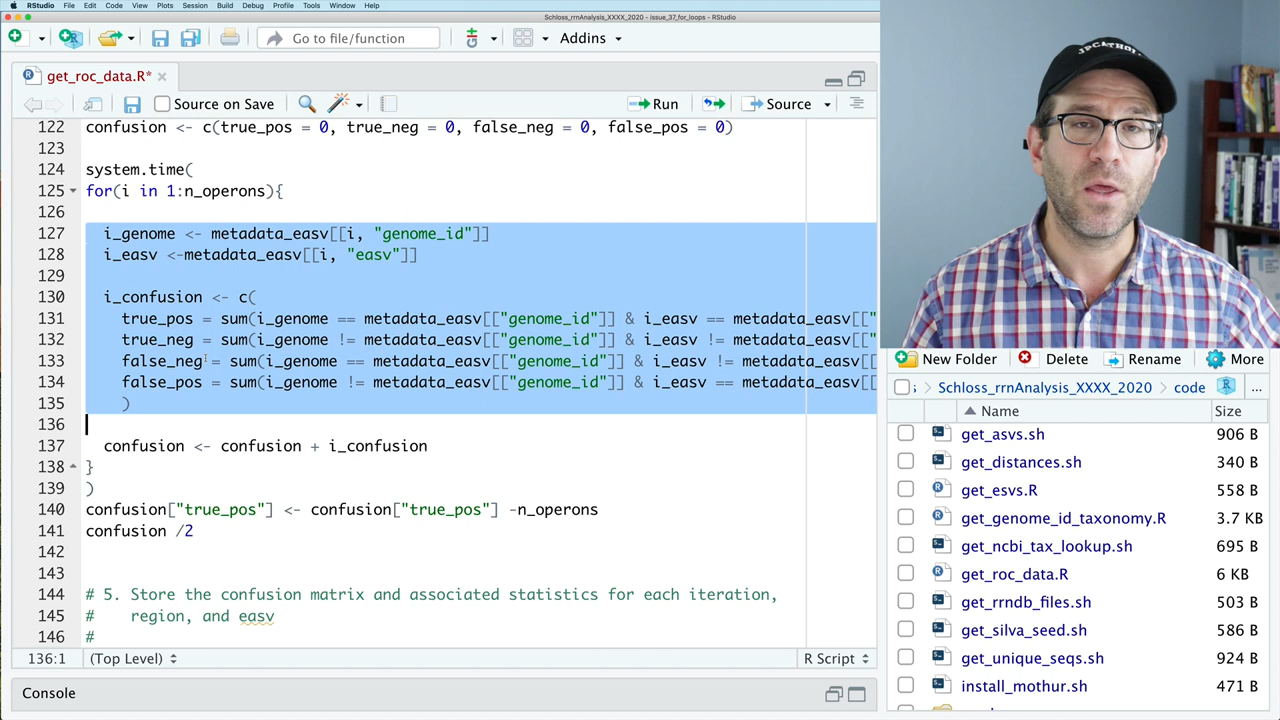 RStudio File Edit Code View Plots Session Build Debug Profile Tools Window Help
Schloss_rrnAnalysis_XXXX_2020 - issue_37_for_loops - RStudio
Go to file/function
Addins
get_roc_data.R*
Source on Save
Run
Source
122 confusion <- c(true_pos = 0, true_neg = 0, false_neg = 0, false_pos = 0)
123
124 system.time(
125 for(i in 1:n_operons){
126
127 i_genome <- metadata_easv[[i, "genome_id"]]
128 i_easv <-metadata_easv[[i, "easv"]]
129
130 i_confusion <- c(
131 true_pos = sum(i_genome == metadata_easv[["genome_id"]] & i_easv == metadata_easv[["
132 true_neg = sum(i_genome != metadata_easv[["genome_id"]] & i_easv != metadata_easv[["
133 false_neg = sum(i_genome == metadata_easv[["genome_id"]] & i_easv != metadata_easv[[
134 false_pos = sum(i_genome != metadata_easv[["genome_id"]] & i_easv == metadata_easv[[
135 )
136
137 confusion <- confusion + i_confusion
138 }
139 )
140 confusion["true_pos"] <- confusion["true_pos"] -n_operons
141 confusion /2
142
143
144 # 5. Store the confusion matrix and associated statistics for each iteration,
145 # region, and easv
146 #
136:1 (Top Level) R Script
Console
JPCATHOL
New Folder Delete Rename More
s > Schloss_rrnAnalysis_XXXX_2020 > code ...
Name Size
get_asvs.sh 906 B
get_distances.sh 340 B
get_esvs.R 558 B
get_genome_id_taxonomy.R 3.7 KB
get_ncbi_tax_lookup.sh 695 B
get_roc_data.R 6 KB
get_rrndb_files.sh 503 B
get_silva_seed.sh 586 B
get_unique_seqs.sh 924 B
install_mothur.sh 471 B